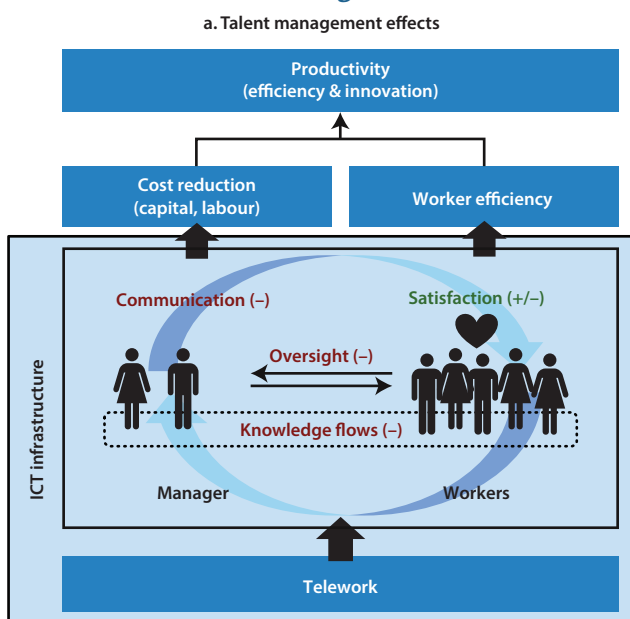 a. Talent management effects
Productivity
(efficiency & innovation)
Cost reduction
(capital, labour)
Worker efficiency
Communication (–)
Satisfaction (+/–)
Oversight (–)
Knowledge flows (–)
Manager
Workers
ICT infrastructure
Telework